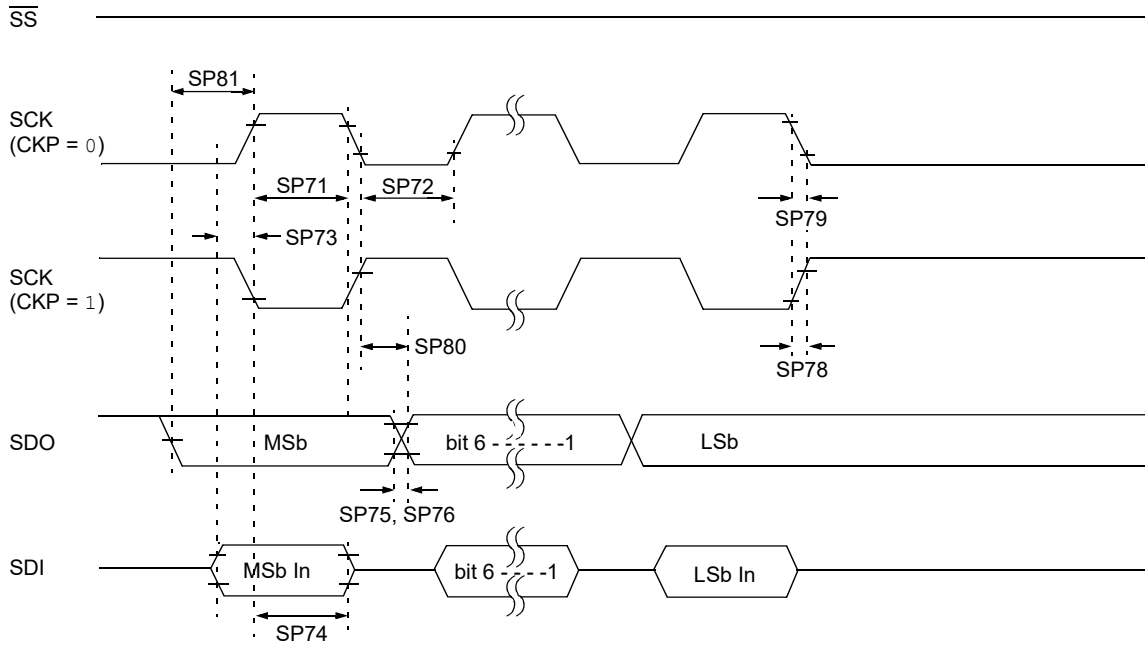 SS
SP81
SCK
(CKP = 0)
SP71
SP72
SP79
SP73
SCK
(CKP = 1)
SP80
SP78
SDO
MSb
bit 6 - - - - - - -1
LSb
SP75, SP76
SDI
MSb In
bit 6 - - - - - -1
LSb In
SP74